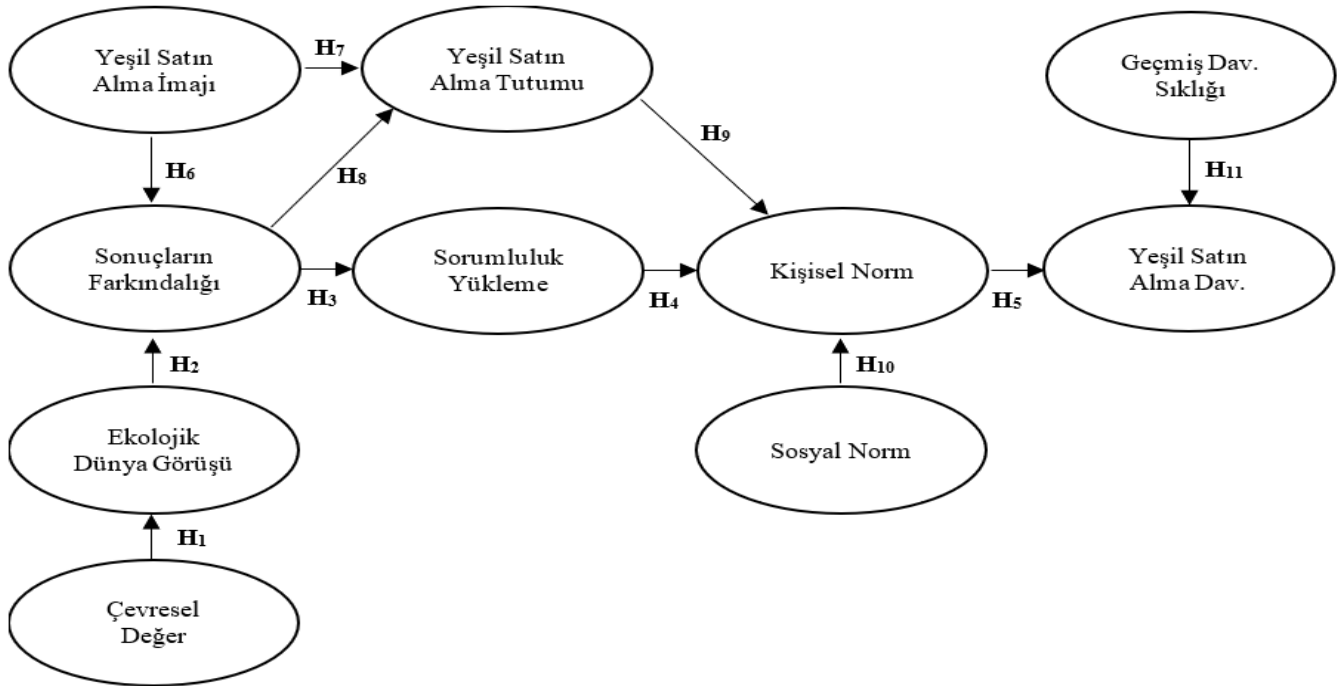 Yeşil Satın
Alma İmajı
H7
Yeşil Satın
Alma Tutumu
Geçmiş Dav.
Sıklığı
H6
H8
H9
H11
Sonuçların
Farkındalığı
H3
Sorumluluk
Yükleme
H4
Kişisel Norm
H5
Yeşil Satın
Alma Dav.
H2
H10
Ekolojik
Dünya Görüşü
Sosyal Norm
H1
Çevresel
Değer